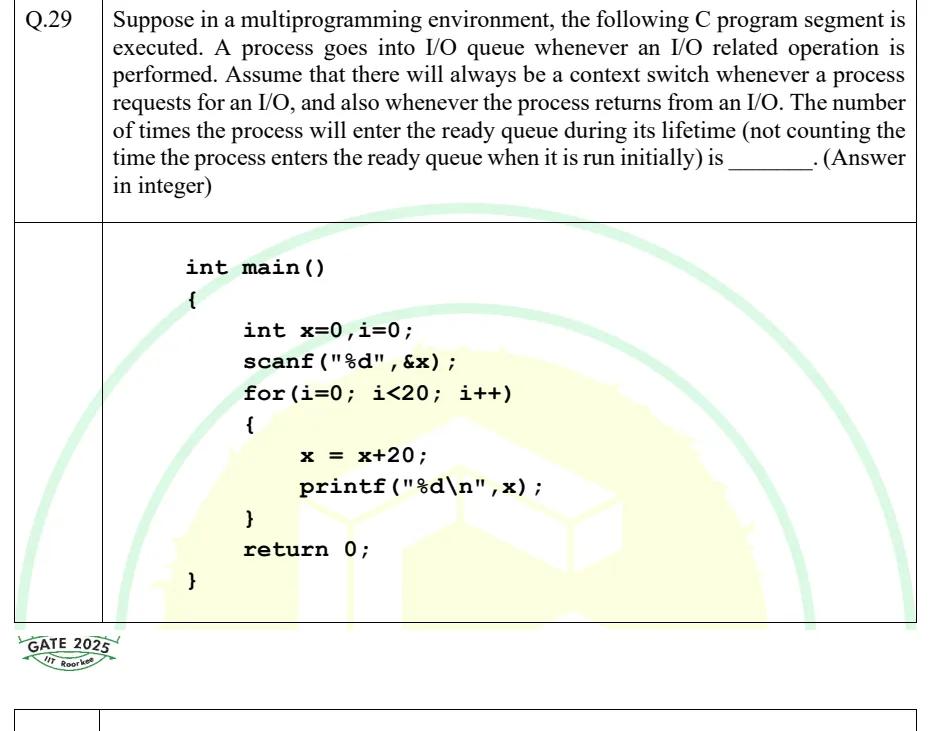 Q.29
Suppose in a multiprogramming environment, the following C program segment is
executed. A process goes into I/O queue whenever an I/O related operation is
performed. Assume that there will always be a context switch whenever a process
requests for an I/O, and also whenever the process returns from an I/O. The number
of times the process will enter the ready queue during its lifetime (not counting the
time the process enters the ready queue when it is run initially) is _______. (Answer
in integer)
int main()
{
int x=0,i=0;
scanf("%d",&x);
for(i=0; i<20; i++)
{
x = x+20;
printf("%d\n",x);
}
return 0;
}
GATE 2025
IIT Roorkee